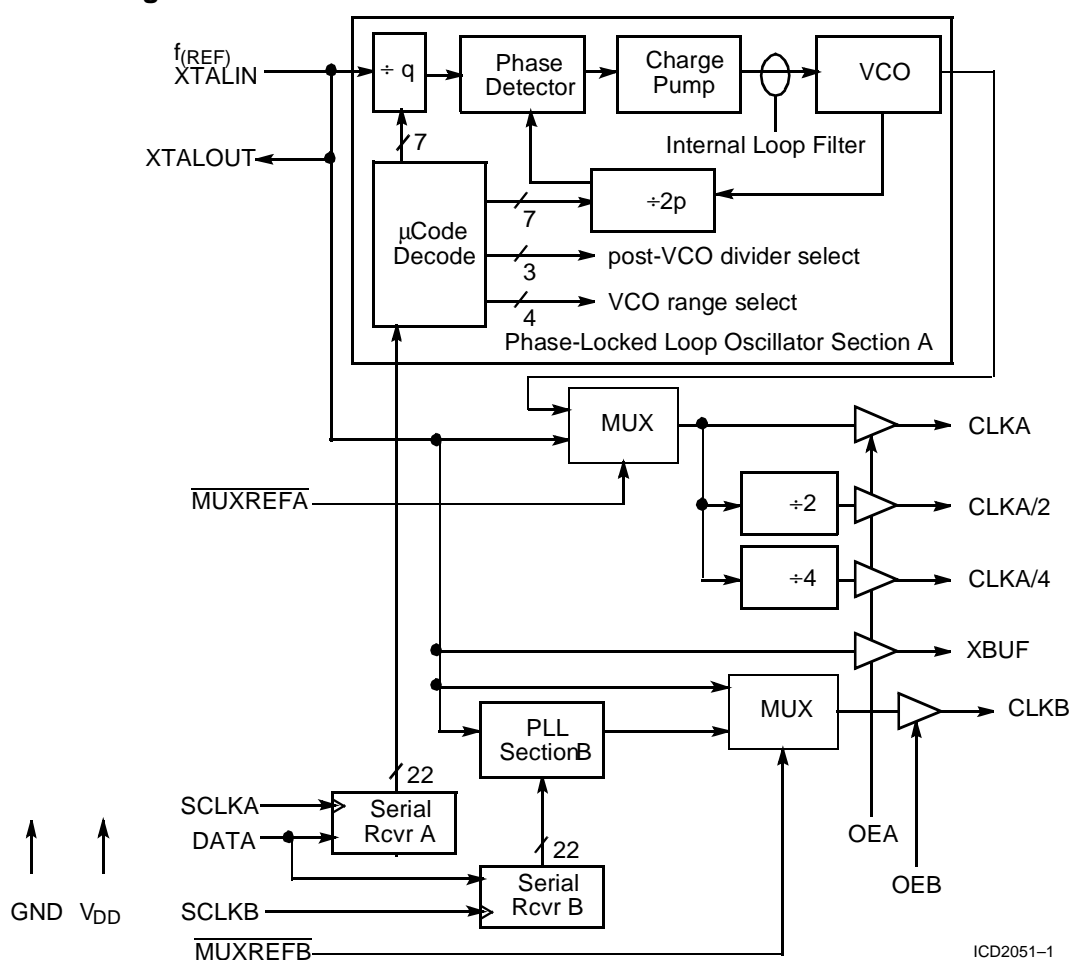 f(REF)
XTALIN
÷ q
Phase
Detector
Charge
Pump
VCO
Internal Loop Filter
XTALOUT
7
÷2p
7
µCode
Decode
post-VCO divider select
3
VCO range select
4
Phase-Locked Loop Oscillator Section A
MUX
CLKA
MUXREFA
÷2
CLKA/2
÷4
CLKA/4
XBUF
MUX
CLKB
PLL
SectionB
22
SCLKA
Serial
Rcvr A
DATA
OEA
22
OEB
Serial
Rcvr B
GND
VDD
SCLKB
MUXREFB
ICD2051–1